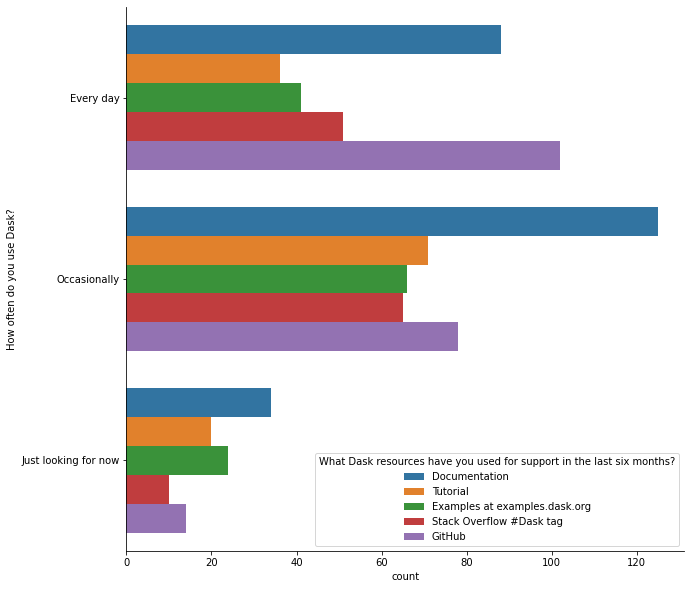 Every day
How often do you use Dask?
Occasionally
Just looking for now
What Dask resources have you used for support in the last six months?
Documentation
Tutorial
Examples at examples.dask.org
Stack Overflow #Dask tag
GitHub
0 20 40 60 80 100 120
count